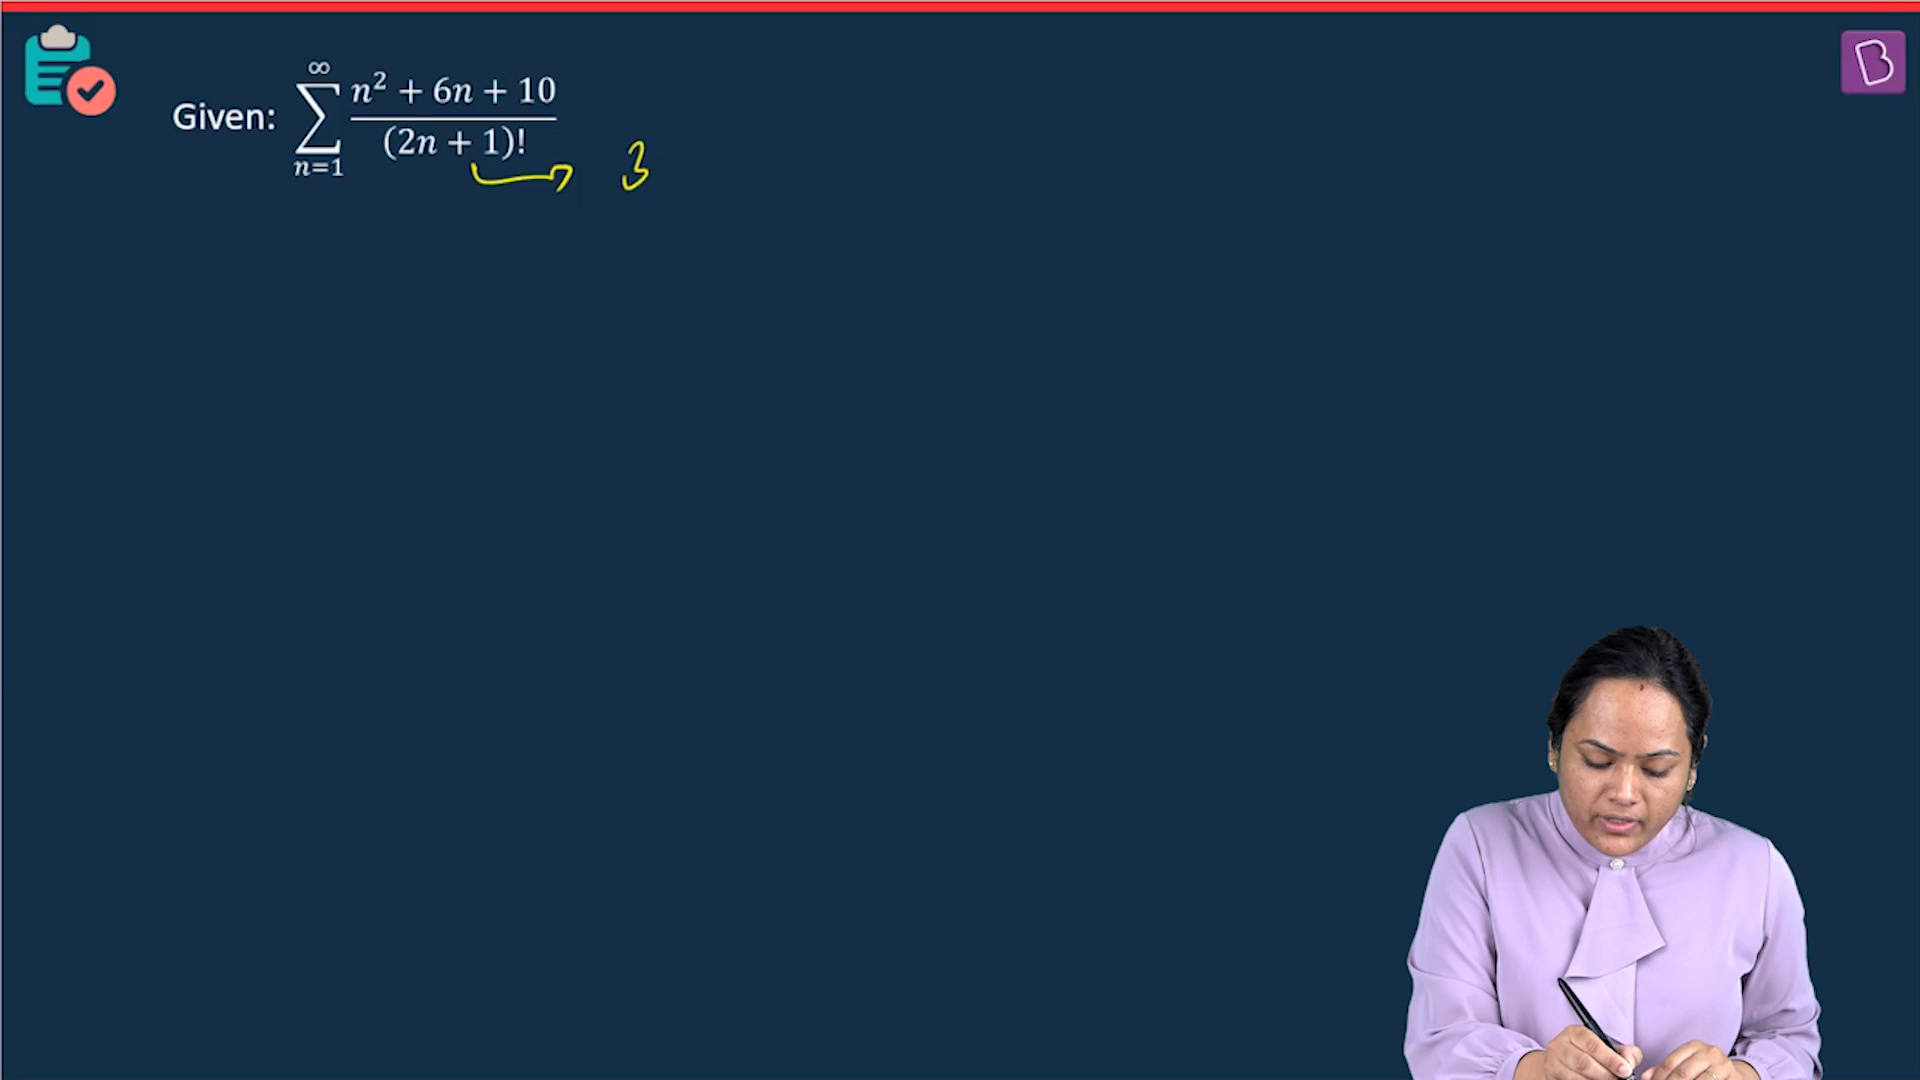 Given: ∞ ∑ n=1 n² + 6n + 10 / (2n + 1)!
→ 3
B